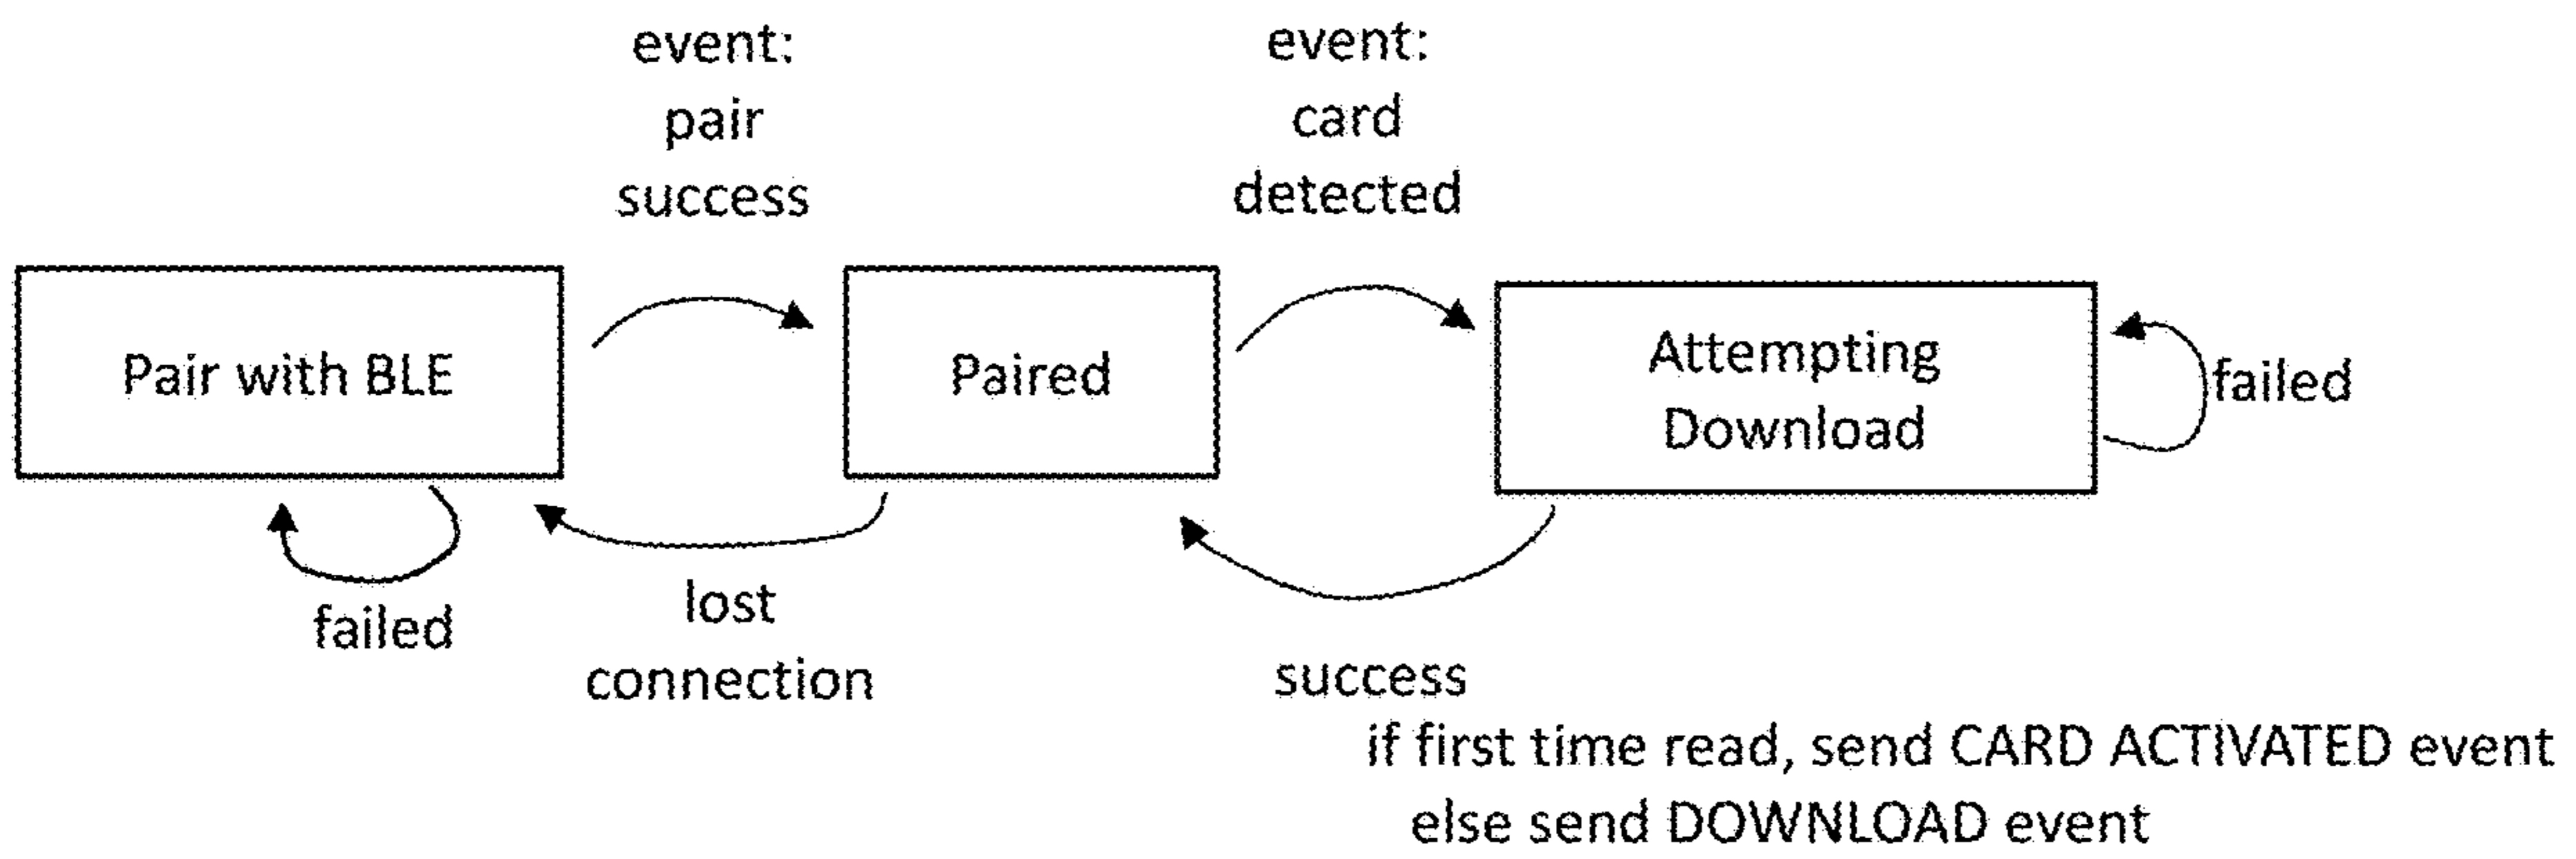 event:
pair
success
event:
card
detected
Pair with BLE
Paired
Attempting
Download
failed
failed
lost
connection
success
if first time read, send CARD ACTIVATED event
else send DOWNLOAD event